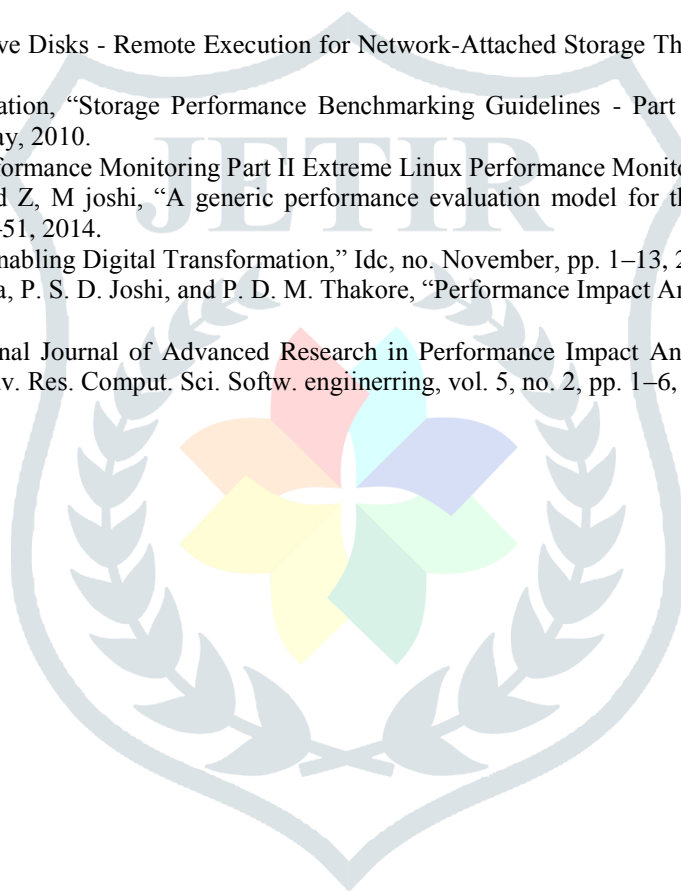 ve Disks - Remote Execution for Network-Attached Storage Th
ation, “Storage Performance Benchmarking Guidelines - Part
ay, 2010.
formance Monitoring Part II Extreme Linux Performance Monito
d Z, M joshi, “A generic performance evaluation model for th
-51, 2014.
nabling Digital Transformation,” Idc, no. November, pp. 1–13, 2
a, P. S. D. Joshi, and P. D. M. Thakore, “Performance Impact An
nal Journal of Advanced Research in Performance Impact An
v. Res. Comput. Sci. Softw. engiinerring, vol. 5, no. 2, pp. 1–6,
JETIR